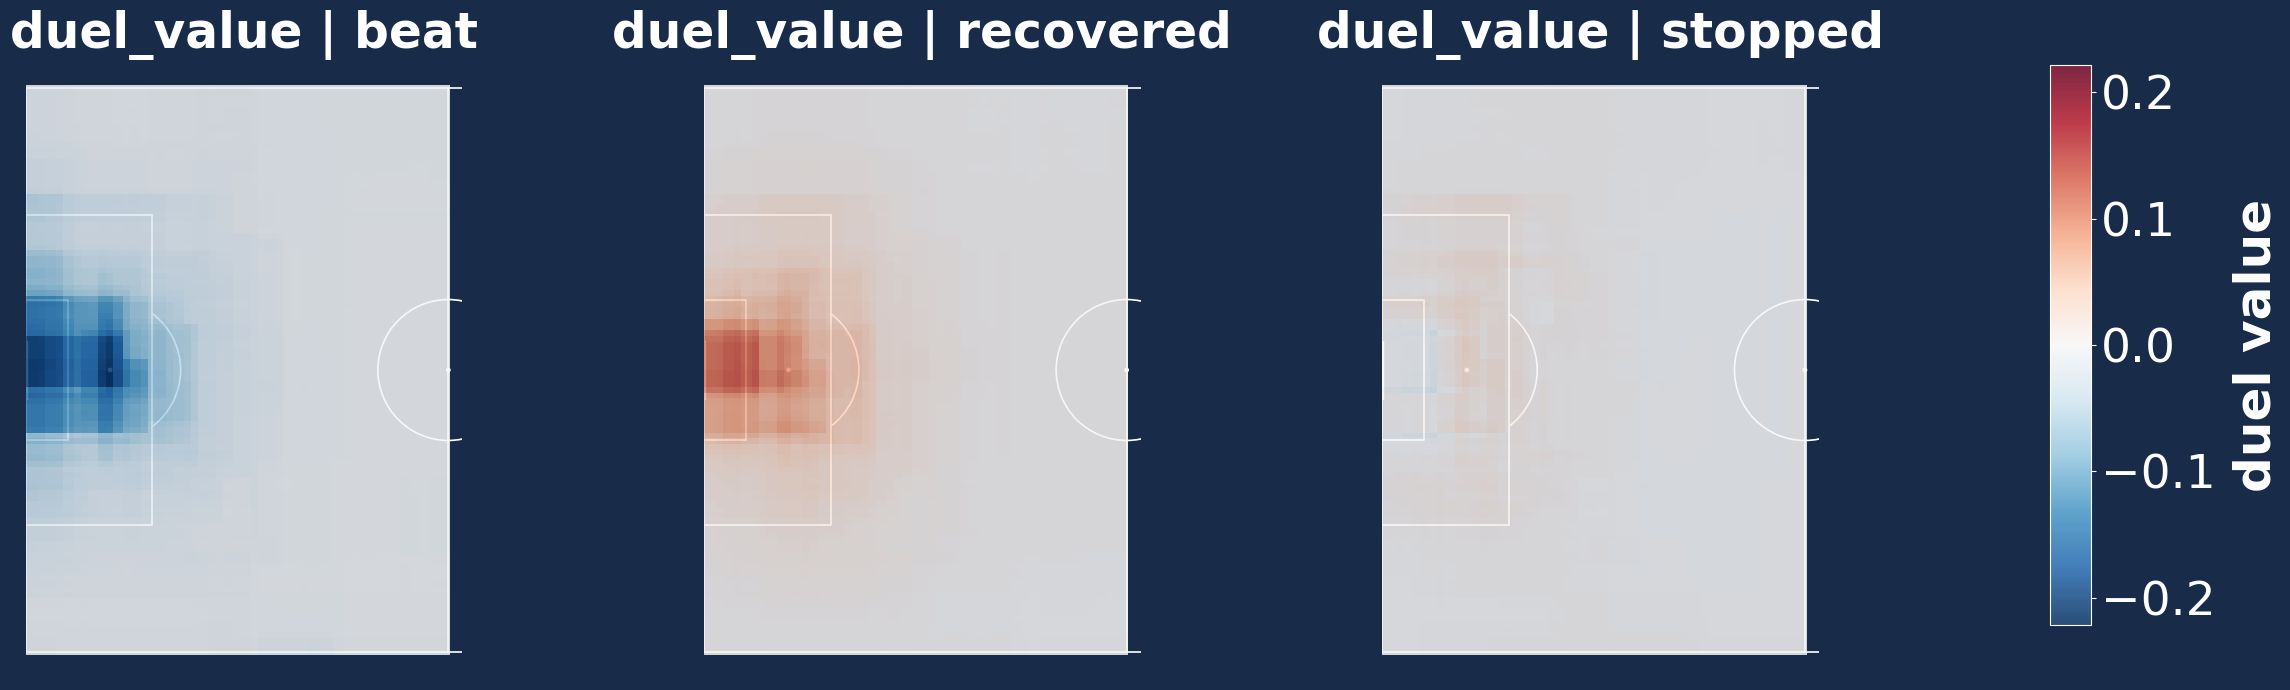 duel_value | beat
duel_value | recovered
duel_value | stopped
0.2
0.1
0.0
−0.1
−0.2
duel value